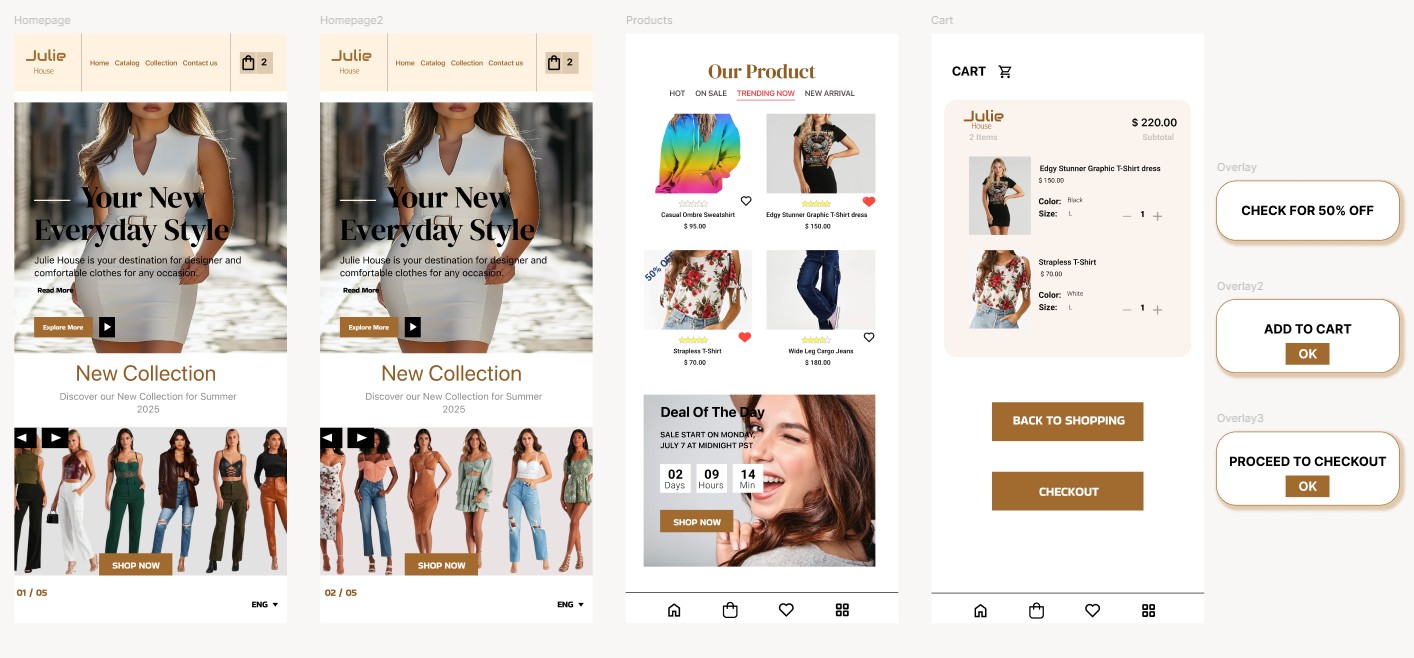 Homepage
Julie
House
Home Catalog Collection Contact us
2
Your New
Everyday Style
Julie House is your destination for designer and
comfortable clothes for any occasion.
Read More
Explore More
New Collection
Discover our New Collection for Summer
2025
SHOP NOW
01 / 05
ENG
Homepage2
Julie
House
Home Catalog Collection Contact us
2
Your New
Everyday Style
Julie House is your destination for designer and
comfortable clothes for any occasion.
Read More
Explore More
New Collection
Discover our New Collection for Summer
2025
SHOP NOW
02 / 05
ENG
Products
Our Product
HOT ON SALE TRENDING NOW NEW ARRIVAL
Casual Ombre Sweatshirt
$ 95.00
Edgy Stunner Graphic T-Shirt dress
$ 150.00
50% OFF
Strapless T-Shirt
$ 70.00
Wide Leg Cargo Jeans
$ 180.00
Deal Of The Day
SALE START ON MONDAY,
JULY 7 AT MIDNIGHT PST
02 09 14
Days Hours Min
SHOP NOW
Cart
CART
Julie
House
2 Items
$ 220.00
Subtotal
Edgy Stunner Graphic T-Shirt dress
$ 150.00
Color: Black
Size: L
1
Strapless T-Shirt
$ 70.00
Color: White
Size: L
1
BACK TO SHOPPING
CHECKOUT
Overlay
CHECK FOR 50% OFF
Overlay2
ADD TO CART
OK
Overlay3
PROCEED TO CHECKOUT
OK